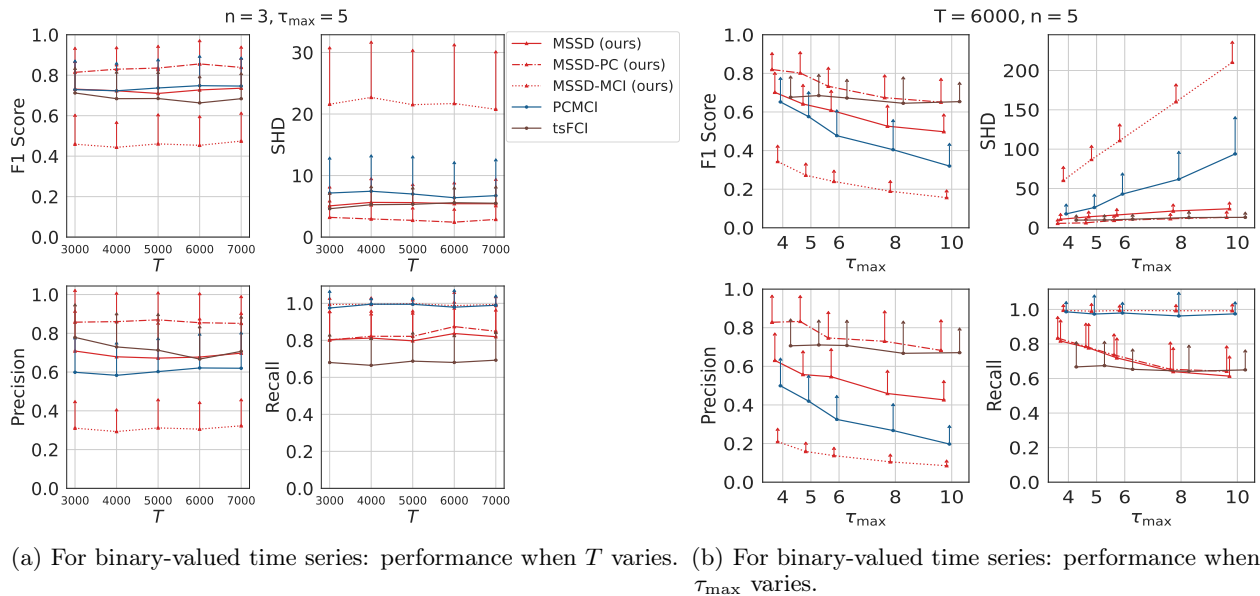 n = 3, τmax = 5
T = 6000, n = 5
1.0
0.8
0.6
0.4
0.2
0.0
F1 Score
3000 4000 5000 6000 7000
T
30
20
10
0
SHD
3000 4000 5000 6000 7000
T
MSSD (ours)
MSSD-PC (ours)
MSSD-MCI (ours)
PCMCI
tsFCI
1.0
0.8
0.6
0.4
0.2
0.0
Precision
3000 4000 5000 6000 7000
T
1.0
0.8
0.6
0.4
0.2
0.0
Recall
3000 4000 5000 6000 7000
T
1.0
0.8
0.6
0.4
0.2
0.0
F1 Score
4 5 6 8 10
τmax
200
150
100
50
0
SHD
4 5 6 8 10
τmax
1.0
0.8
0.6
0.4
0.2
0.0
Precision
4 5 6 8 10
τmax
1.0
0.8
0.6
0.4
0.2
0.0
Recall
4 5 6 8 10
τmax
(a) For binary-valued time series: performance when T varies.
(b) For binary-valued time series: performance when
τmax varies.